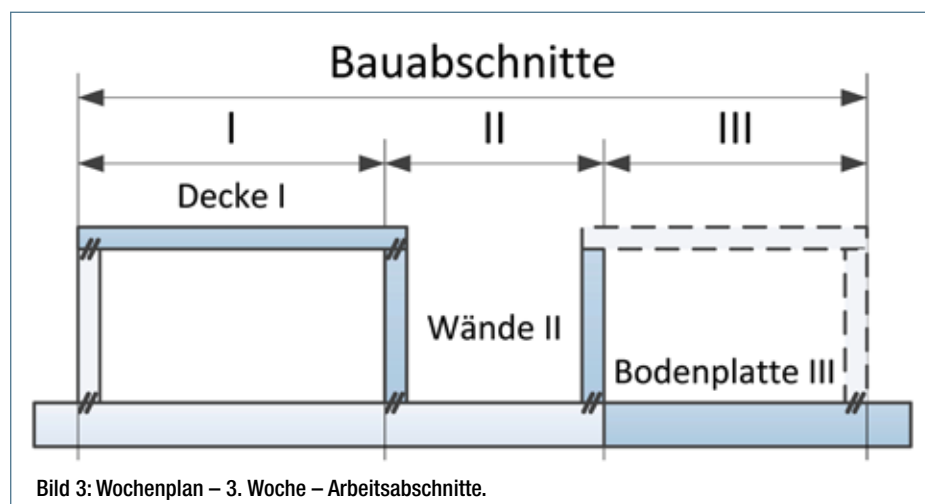 Bauabschnitte
I II III
Decke I
Wände II
Bodenplatte III
Bild 3: Wochenplan – 3. Woche – Arbeitsabschnitte.